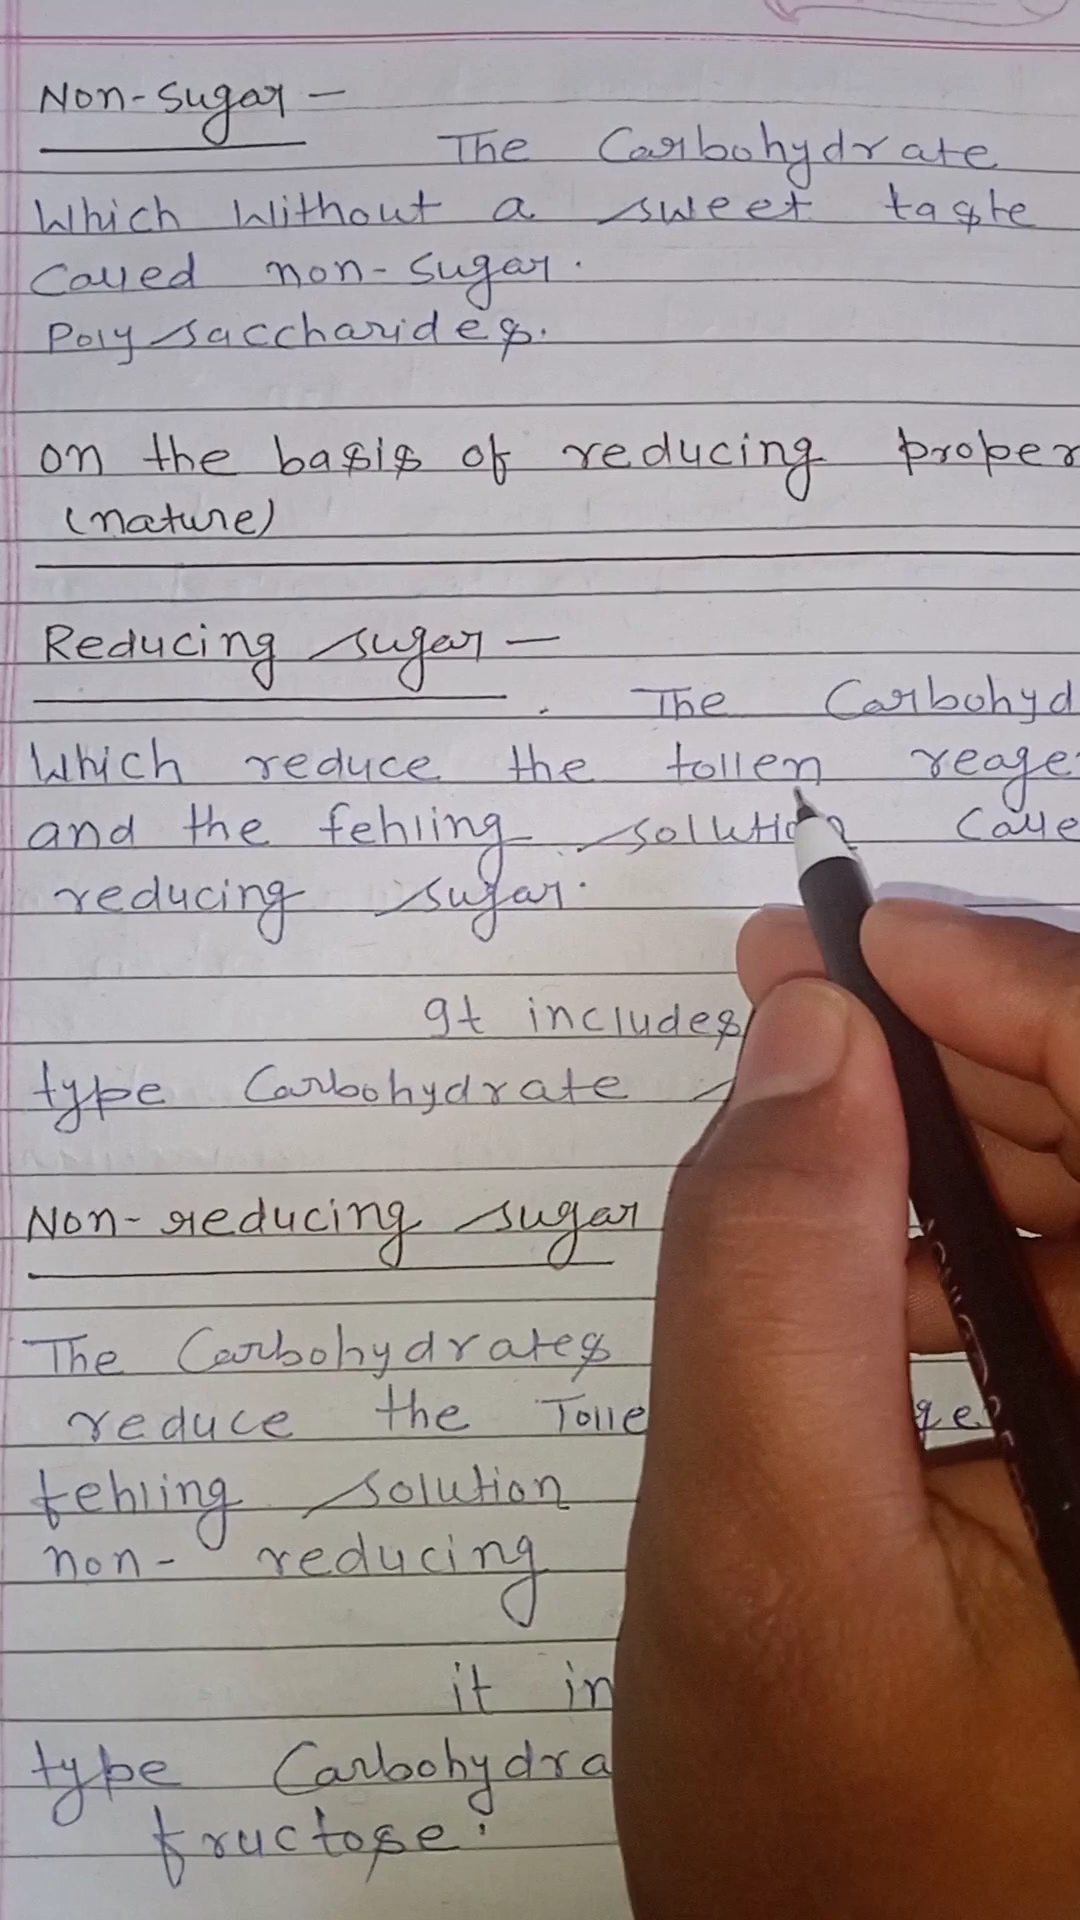 Non-sugar –
The Carbohydrate
Which Without a sweet taste
Called non-sugar.
Polysaccharides.
on the basis of reducing proper
(nature)
Reducing sugar –
The Carbohyd
Which reduce the tollen reage
and the fehling solution Calle
reducing sugar.
It includes
type Carbohydrate
Non-reducing sugar
The Carbohydrates
reduce the Tolle ge
fehling solution
non- reducing
it in
type Carbohydra
fructose.